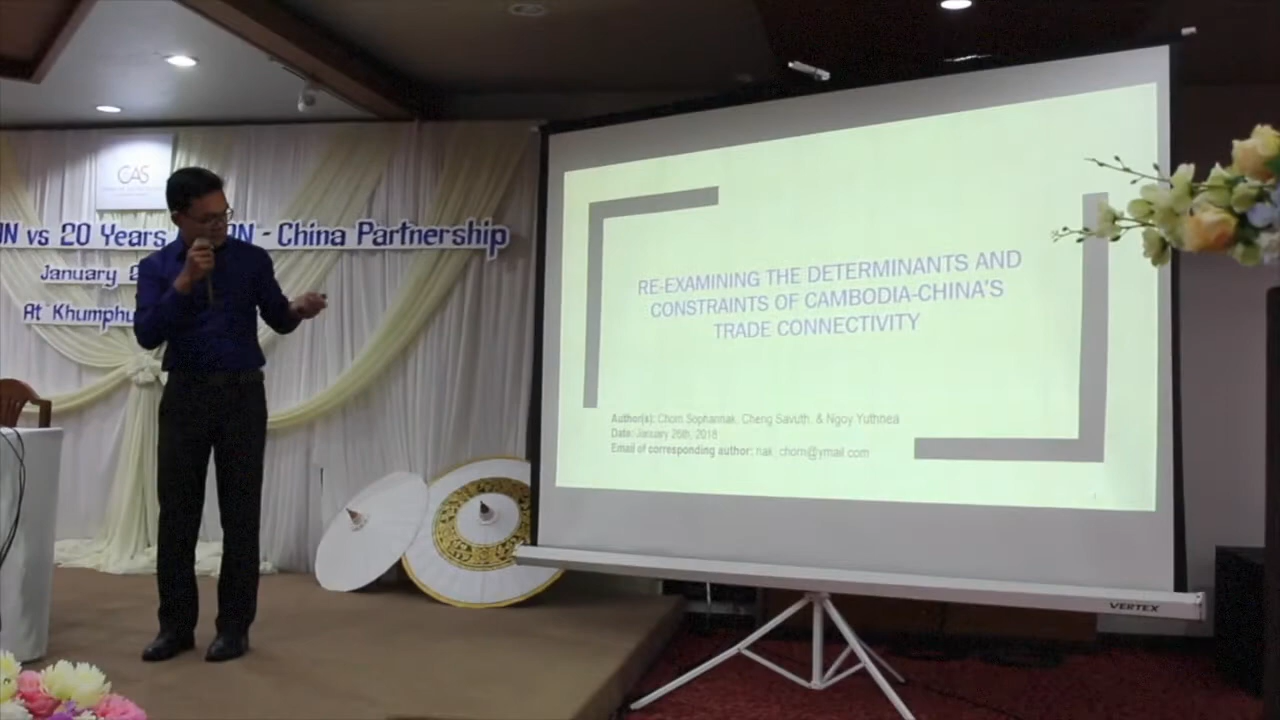 CAS
N vs 20 Years
N - China Partnership
January 2
At Khumphu
RE-EXAMINING THE DETERMINANTS AND
CONSTRAINTS OF CAMBODIA-CHINA'S
TRADE CONNECTIVITY
Author(s): Chom Sophannak, Cheng Savuth, & Ngoy Yuthnea
Date: January 26th, 2018
Email of corresponding author: nak_chom@ymail.com
VERTEX